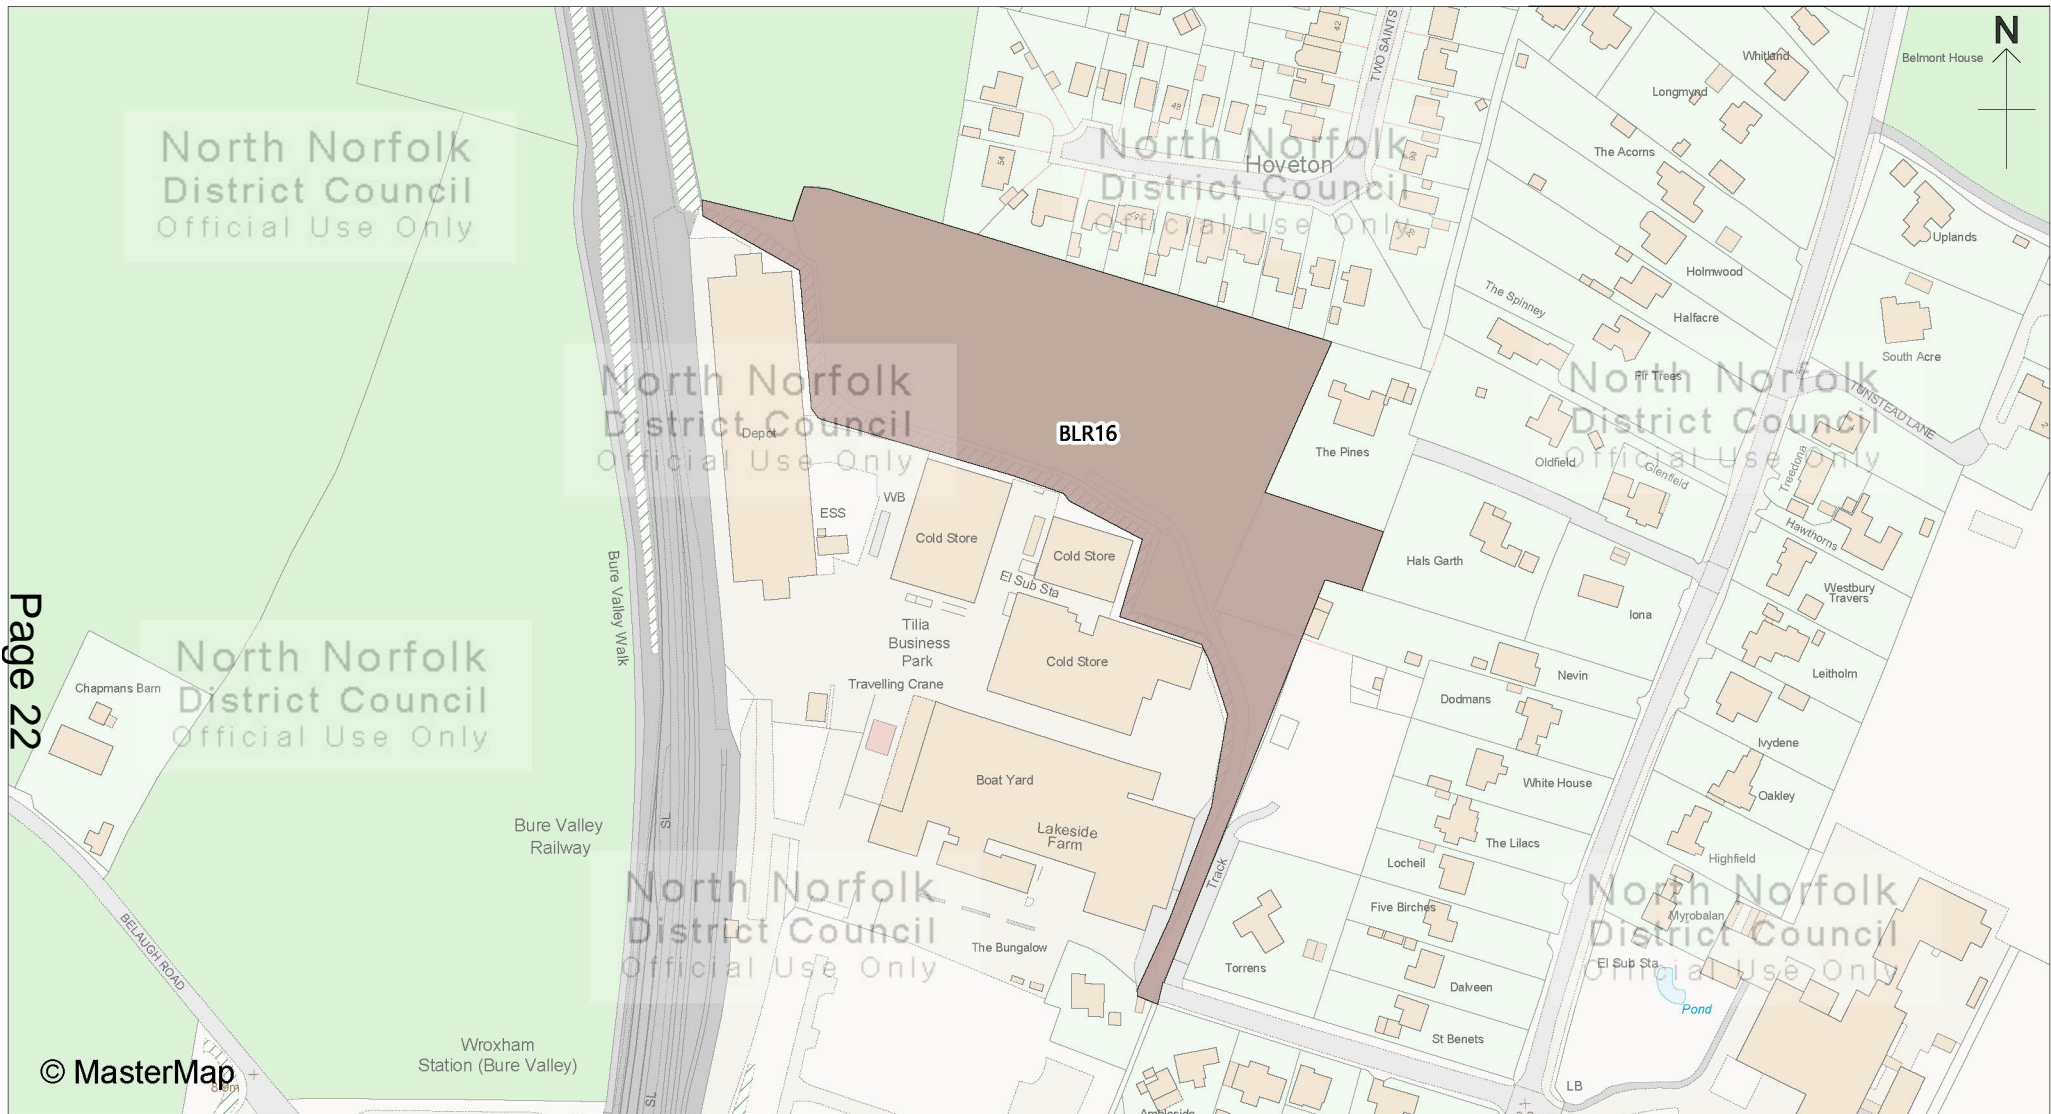 N
Belmont House
Whitland
Longmynd
TWO SAINTS
42
48
54
The Acorns
North Norfolk
District Council
Official Use Only
North Norfolk
District Council
Official Use Only
Hoveton
Uplands
Holmwood
The Spinney
Halfacre
South Acre
Fir Trees
TUNSTEAD LANE
North Norfolk
District Council
Official Use Only
North Norfolk
District Council
Official Use Only
Depot
BLR16
The Pines
Oldfield
Glenfield
Treedona
Hawthorns
WB
ESS
Cold Store
Cold Store
El Sub Sta
Hals Garth
Iona
Westbury
Travers
Bure Valley Walk
Tilia
Business
Park
Cold Store
Travelling Crane
Nevin
Leitholm
Dodmans
Page 22
Chapmans Barn
North Norfolk
District Council
Official Use Only
Ivydene
White House
Oakley
Boat Yard
Lakeside
Farm
SL
Bure Valley
Railway
The Lilacs
Locheil
Highfield
Track
North Norfolk
District Council
Official Use Only
North Norfolk
District Council
Official Use Only
Five Birches
Myrobalan
BELAUGH ROAD
The Bungalow
Torrens
El Sub Sta
Dalveen
Pond
St Benets
Wroxham
Station (Bure Valley)
© MasterMap
LB
SL
Ambleside